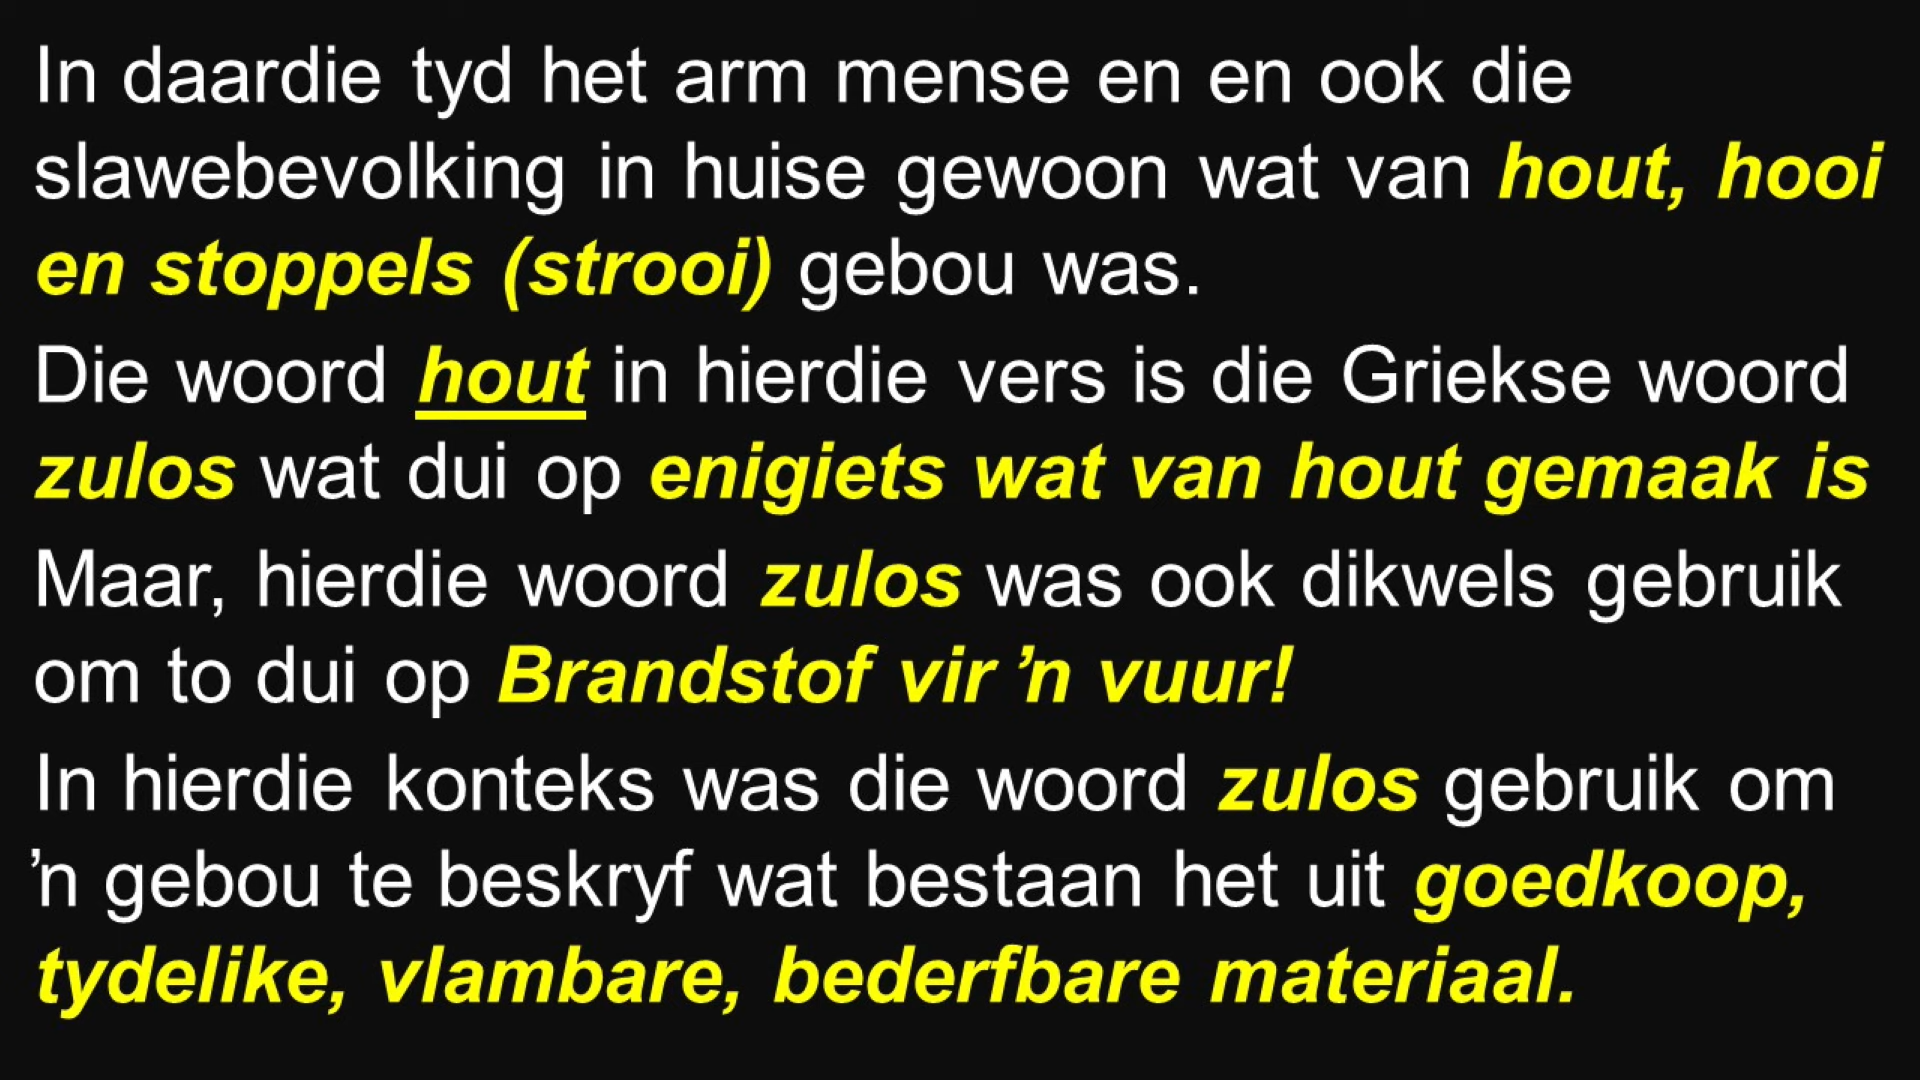 In daardie tyd het arm mense en en ook die
slawebevolking in huise gewoon wat van hout, hooi
en stoppels (strooi) gebou was.
Die woord hout in hierdie vers is die Griekse woord
zulos wat dui op enigiets wat van hout gemaak is
Maar, hierdie woord zulos was ook dikwels gebruik
om to dui op Brandstof vir ’n vuur!
In hierdie konteks was die woord zulos gebruik om
’n gebou te beskryf wat bestaan het uit goedkoop,
tydelike, vlambare, bederfbare materiaal.